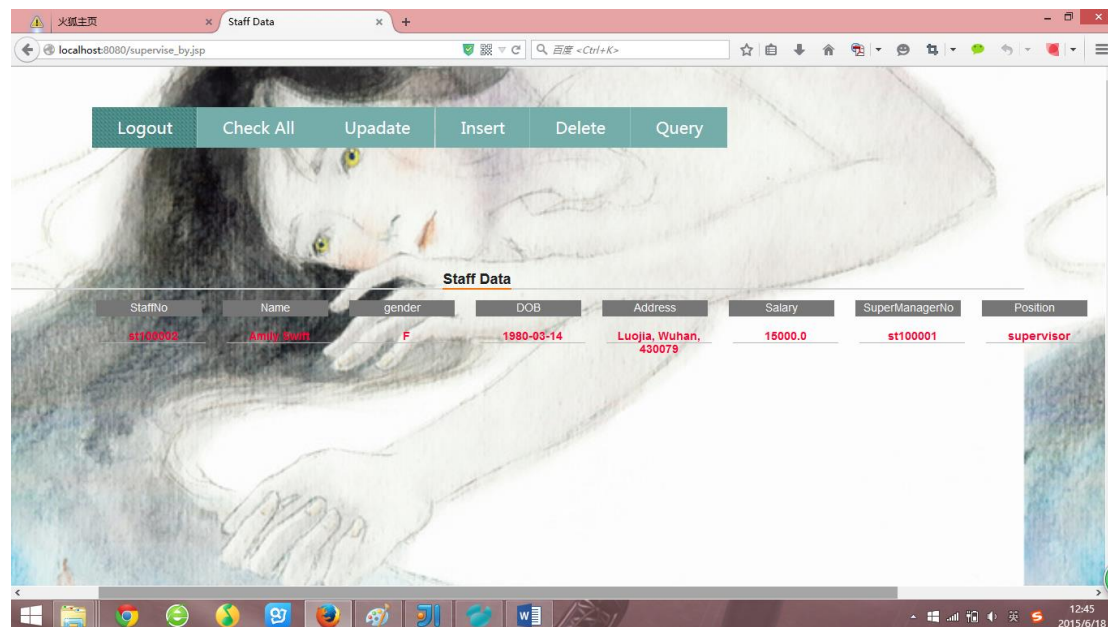 火狐主页 × Staff Data × +
localhost:8080/supervise_by.jsp 百度 <Ctrl+K>
Logout Check All Upadate Insert Delete Query
Staff Data
StaffNo Name gender DOB Address Salary SuperManagerNo Position
st100002 Amily Swift F 1980-03-14 Luojia, Wuhan, 15000.0 st100001 supervisor
430079
英 12:45
2015/6/18